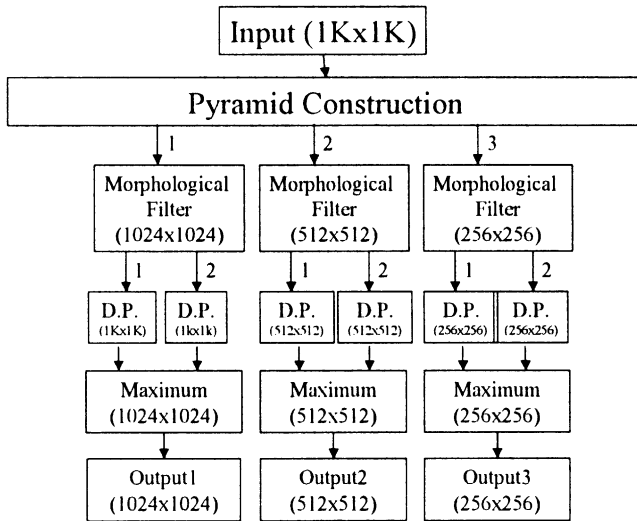 Input (1Kx1K)
Pyramid Construction
1 2 3
Morphological Filter (1024x1024)
Morphological Filter (512x512)
Morphological Filter (256x256)
1 2 1 2 1 2
D.P. (1Kx1K)
D.P. (1kx1k)
D.P. (512x512)
D.P. (512x512)
D.P. (256x256)
D.P. (256x256)
Maximum (1024x1024)
Maximum (512x512)
Maximum (256x256)
Output1 (1024x1024)
Output2 (512x512)
Output3 (256x256)